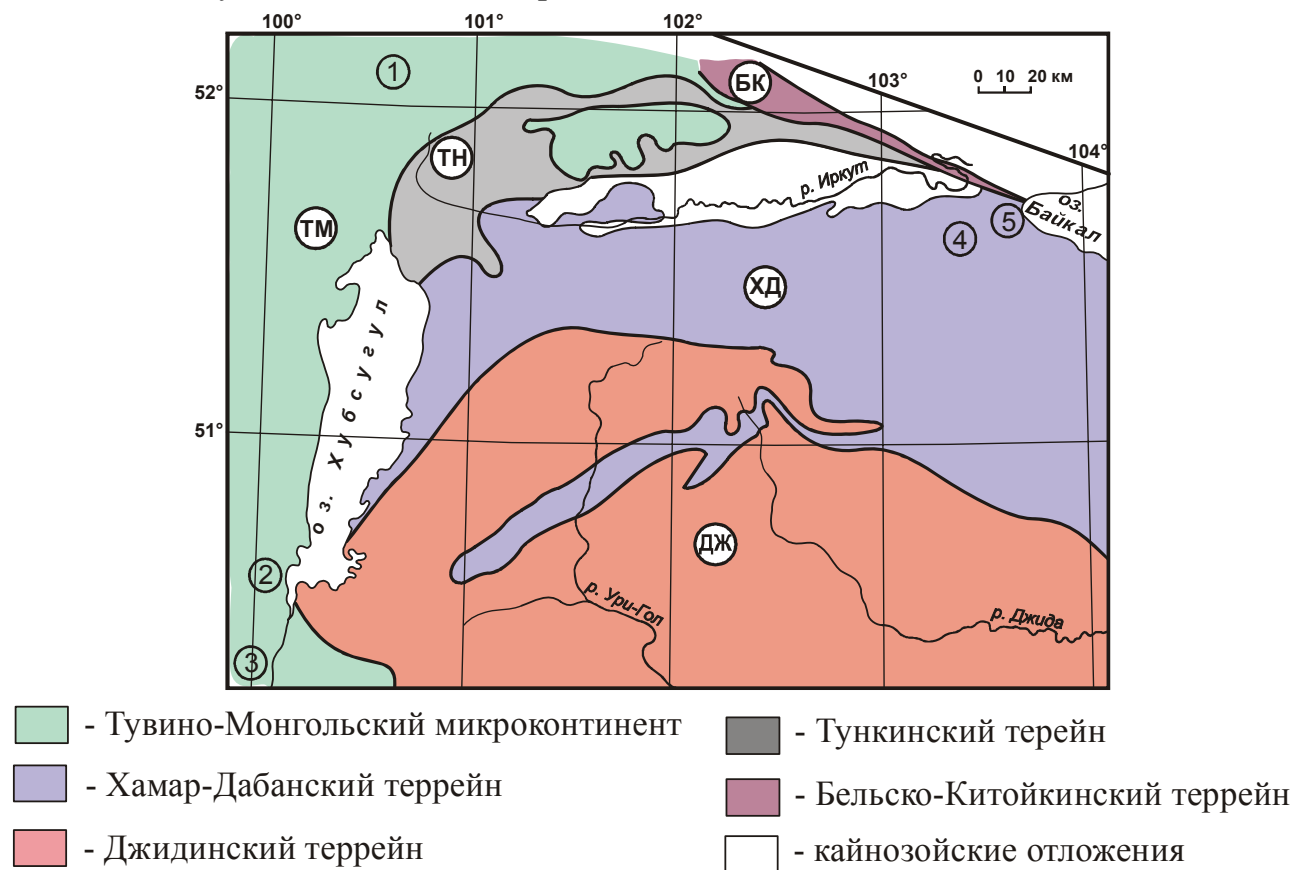 100° 101° 102°
1
БК
103°
0 10 20 км
52°
104°
ТН
р. Иркут
оз. Байкал
ТМ
4
5
ХД
оз. Хубсугул
51°
ДЖ
2
р. Ури-Гол
р. Джида
3
- Тувино-Монгольский микроконтинент
- Тункинский терейн
- Хамар-Дабанский террейн
- Бельско-Китойкинский террейн
- Джидинский террейн
- кайнозойские отложения